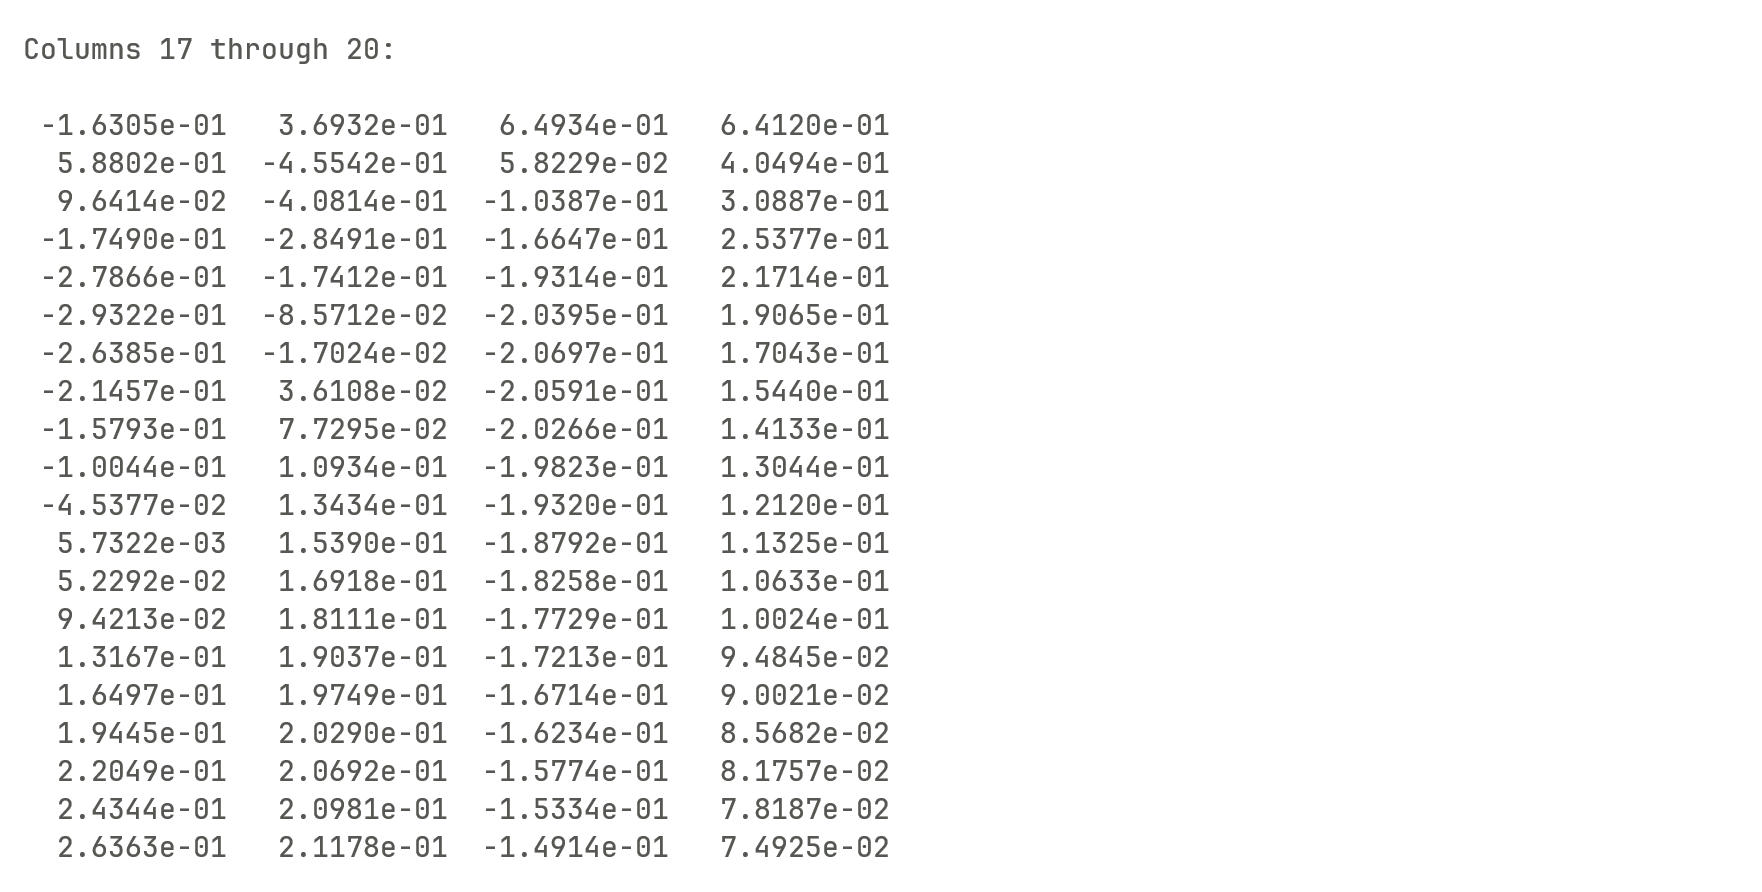 Columns 17 through 20:
-1.6305e-01 3.6932e-01 6.4934e-01 6.4120e-01
5.8802e-01 -4.5542e-01 5.8229e-02 4.0494e-01
9.6414e-02 -4.0814e-01 -1.0387e-01 3.0887e-01
-1.7490e-01 -2.8491e-01 -1.6647e-01 2.5377e-01
-2.7866e-01 -1.7412e-01 -1.9314e-01 2.1714e-01
-2.9322e-01 -8.5712e-02 -2.0395e-01 1.9065e-01
-2.6385e-01 -1.7024e-02 -2.0697e-01 1.7043e-01
-2.1457e-01 3.6108e-02 -2.0591e-01 1.5440e-01
-1.5793e-01 7.7295e-02 -2.0266e-01 1.4133e-01
-1.0044e-01 1.0934e-01 -1.9823e-01 1.3044e-01
-4.5377e-02 1.3434e-01 -1.9320e-01 1.2120e-01
5.7322e-03 1.5390e-01 -1.8792e-01 1.1325e-01
5.2292e-02 1.6918e-01 -1.8258e-01 1.0633e-01
9.4213e-02 1.8111e-01 -1.7729e-01 1.0024e-01
1.3167e-01 1.9037e-01 -1.7213e-01 9.4845e-02
1.6497e-01 1.9749e-01 -1.6714e-01 9.0021e-02
1.9445e-01 2.0290e-01 -1.6234e-01 8.5682e-02
2.2049e-01 2.0692e-01 -1.5774e-01 8.1757e-02
2.4344e-01 2.0981e-01 -1.5334e-01 7.8187e-02
2.6363e-01 2.1178e-01 -1.4914e-01 7.4925e-02